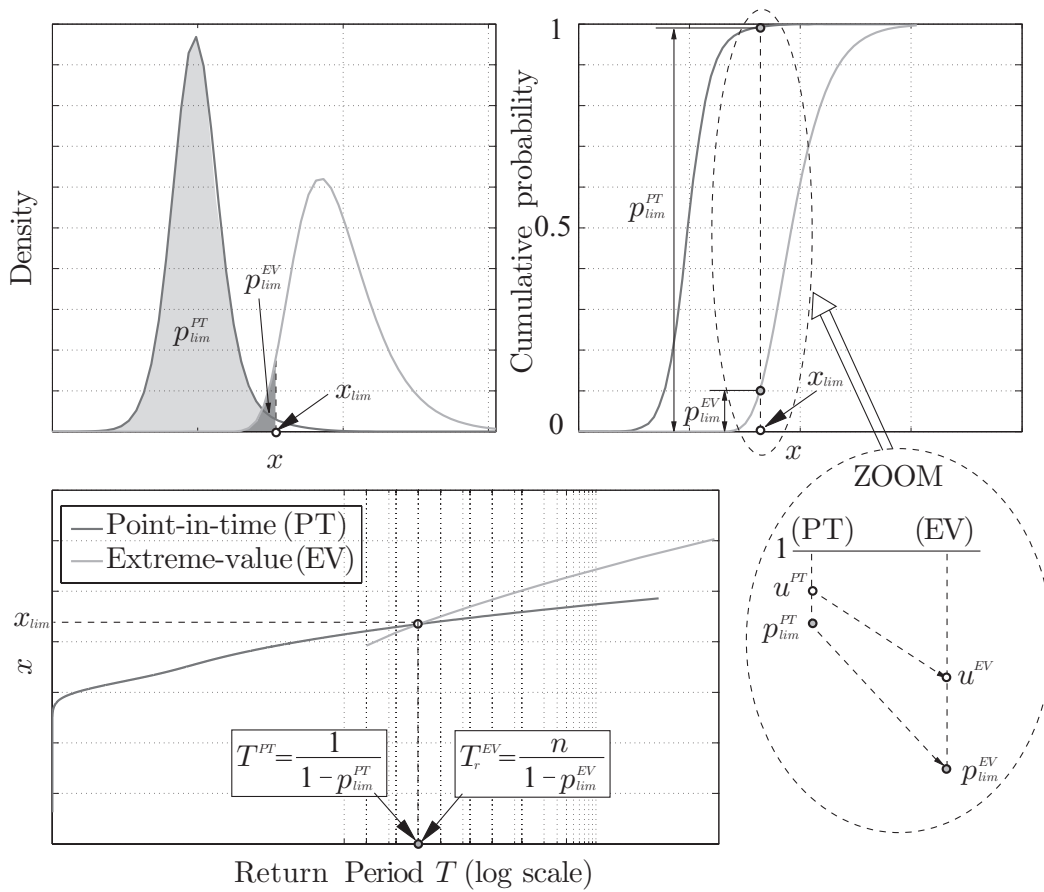 Density
p_lim^PT
p_lim^EV
x_lim
x
Cumulative probability
1
0.5
0
p_lim^PT
p_lim^EV
x_lim
x
ZOOM
(PT) (EV)
1
u^PT
p_lim^PT
u^EV
p_lim^EV
Point-in-time (PT)
Extreme-value (EV)
x_lim
x
T^PT = 1 / (1 - p_lim^PT)
T_r^EV = n / (1 - p_lim^EV)
Return Period T (log scale)